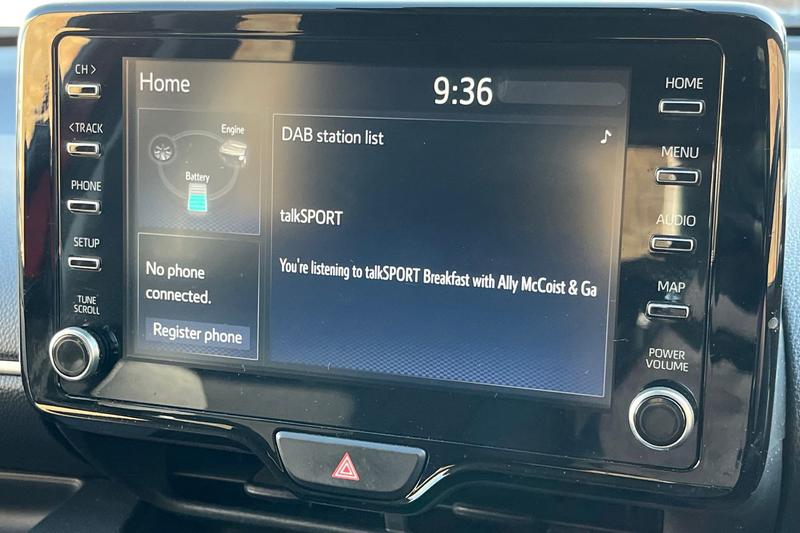 CH >
< TRACK
PHONE
SETUP
TUNE
SCROLL
Home
9:36
Engine
Battery
No phone
connected.
Register phone
DAB station list
talkSPORT
You're listening to talkSPORT Breakfast with Ally McCoist & Ga
HOME
MENU
AUDIO
MAP
POWER
VOLUME